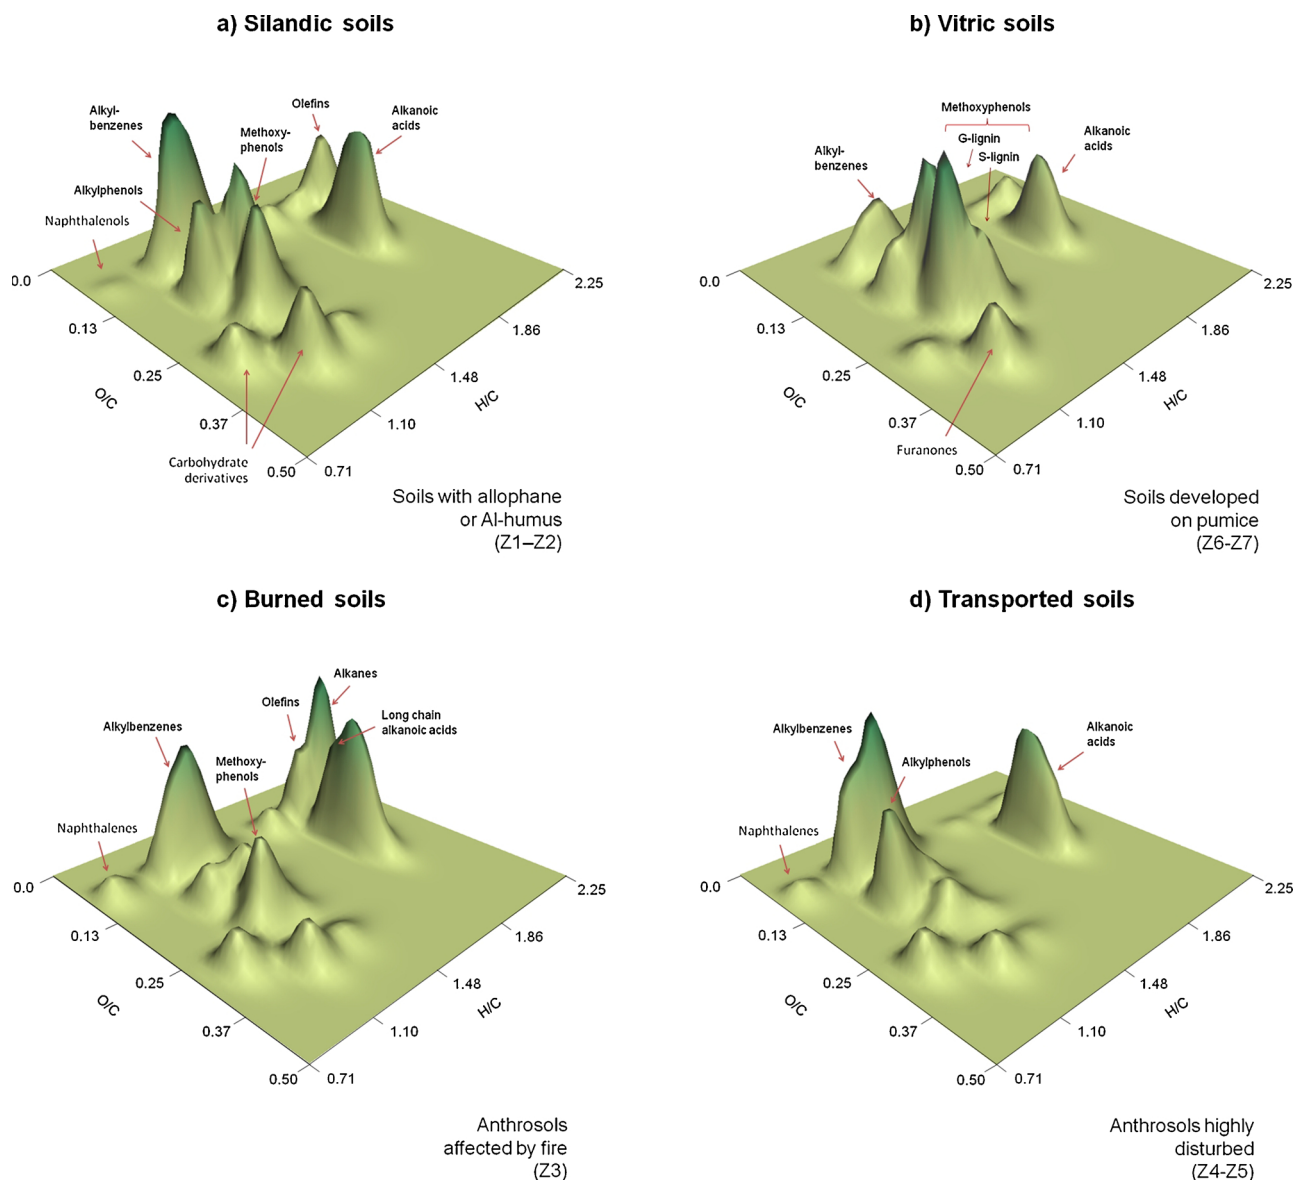 a) Silandic soils
Alkyl-
benzenes
Olefins
Methoxy-
phenols
Alkanoic
acids
Alkylphenols
Naphthalenols
0.0
0.13
0.25
0.37
0.50
O/C
0.71
1.10
1.48
1.86
2.25
H/C
Carbohydrate
derivatives
Soils with allophane
or Al-humus
(Z1–Z2)
b) Vitric soils
Methoxyphenols
G-lignin
S-lignin
Alkyl-
benzenes
Alkanoic
acids
0.0
0.13
0.25
0.37
0.50
O/C
0.71
1.10
1.48
1.86
2.25
H/C
Furanones
Soils developed
on pumice
(Z6-Z7)
c) Burned soils
Alkanes
Olefins
Long chain
alkanoic acids
Alkylbenzenes
Methoxy-
phenols
Naphthalenes
0.0
0.13
0.25
0.37
0.50
O/C
0.71
1.10
1.48
1.86
2.25
H/C
Anthrosols
affected by fire
(Z3)
d) Transported soils
Alkylbenzenes
Alkylphenols
Alkanoic
acids
Naphthalenes
0.0
0.13
0.25
0.37
0.50
O/C
0.71
1.10
1.48
1.86
2.25
H/C
Anthrosols highly
disturbed
(Z4-Z5)